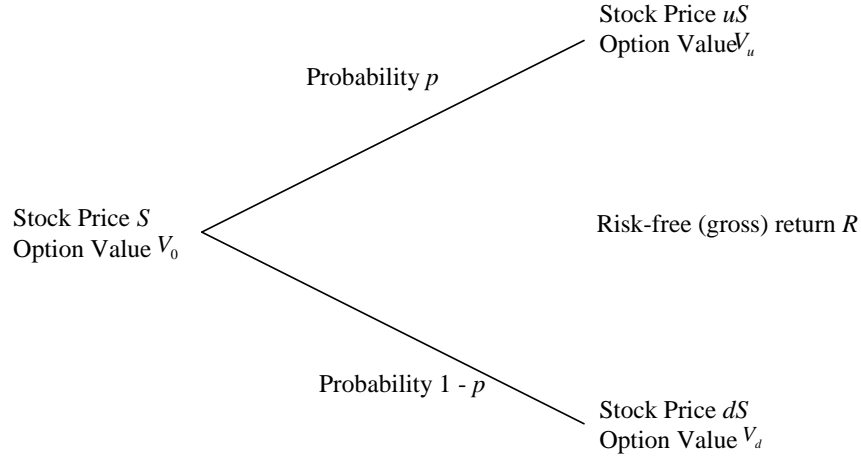 Stock Price uS
Option Value V_u
Probability p
Stock Price S
Option Value V_0
Risk-free (gross) return R
Probability 1 - p
Stock Price dS
Option Value V_d